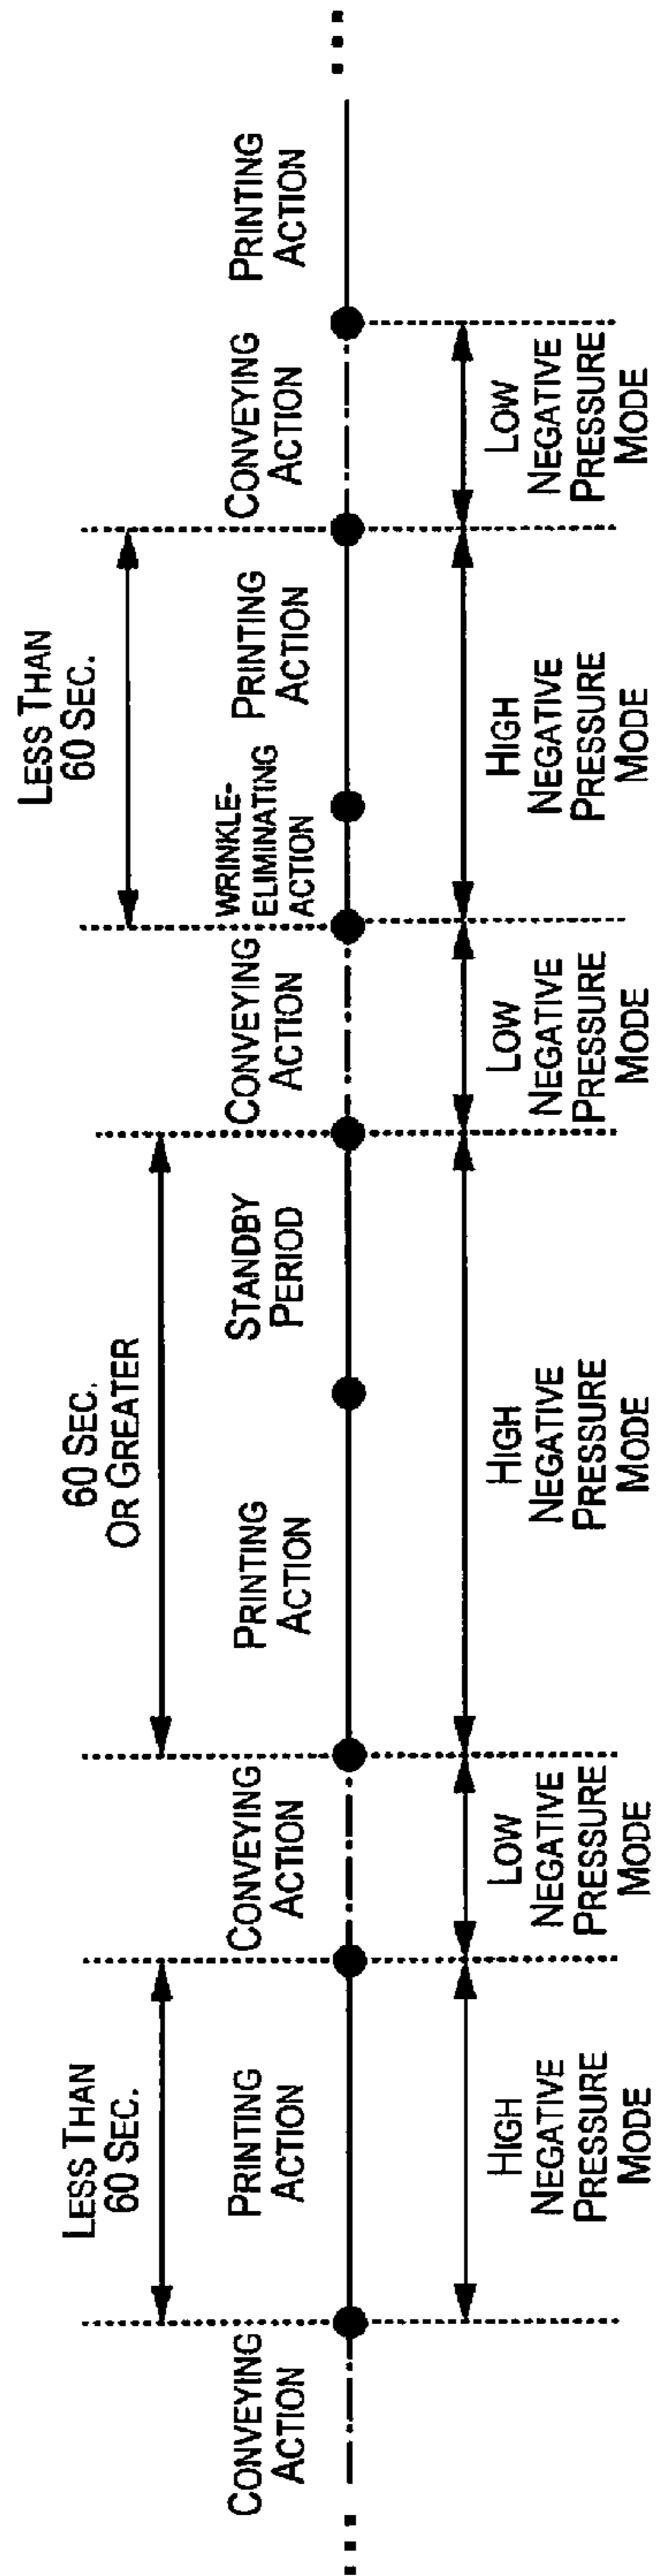 LESS THAN
60 SEC.
60 SEC.
OR GREATER
LESS THAN
60 SEC.
CONVEYING
ACTION
PRINTING
ACTION
CONVEYING
ACTION
PRINTING
ACTION
STANDBY
PERIOD
CONVEYING
ACTION
WRINKLE-
ELIMINATING
ACTION
PRINTING
ACTION
CONVEYING
ACTION
PRINTING
ACTION
HIGH
NEGATIVE
PRESSURE
MODE
LOW
NEGATIVE
PRESSURE
MODE
HIGH
NEGATIVE
PRESSURE
MODE
LOW
NEGATIVE
PRESSURE
MODE
HIGH
NEGATIVE
PRESSURE
MODE
LOW
NEGATIVE
PRESSURE
MODE